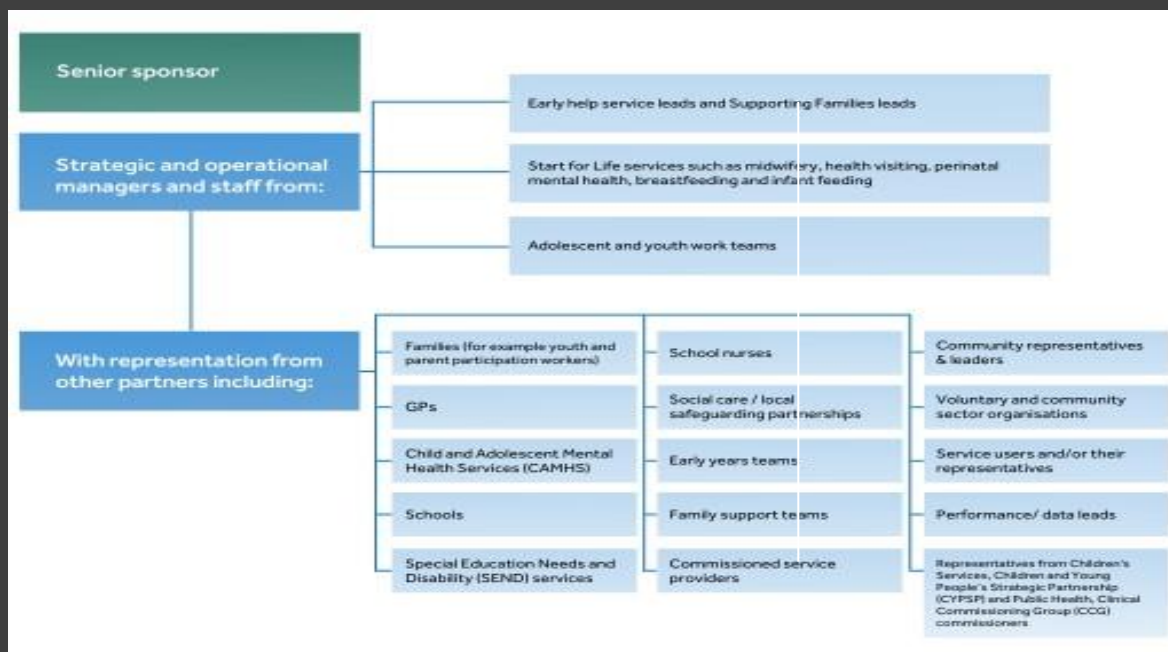 Senior sponsor
Strategic and operational
managers and staff from:
Early help service leads and Supporting Families leads
Start for Life services such as midwifery, health visiting, perinatal
mental health, breastfeeding and infant feeding
Adolescent and youth work teams
With representation from
other partners including:
Families (for example youth and
parent participation workers)
GPs
Child and Adolescent Mental
Health Services (CAMHS)
Schools
Special Education Needs and
Disability (SEND) services
School nurses
Social care / local
safeguarding partnerships
Early years teams
Family support teams
Commissioned service
providers
Community representatives
& leaders
Voluntary and community
sector organisations
Service users and/or their
representatives
Performance/ data leads
Representatives from Children's
Services, Children and Young
People's Strategic Partnership
(CYPSP) and Public Health, Clinical
Commissioning Group (CCG)
commissioners